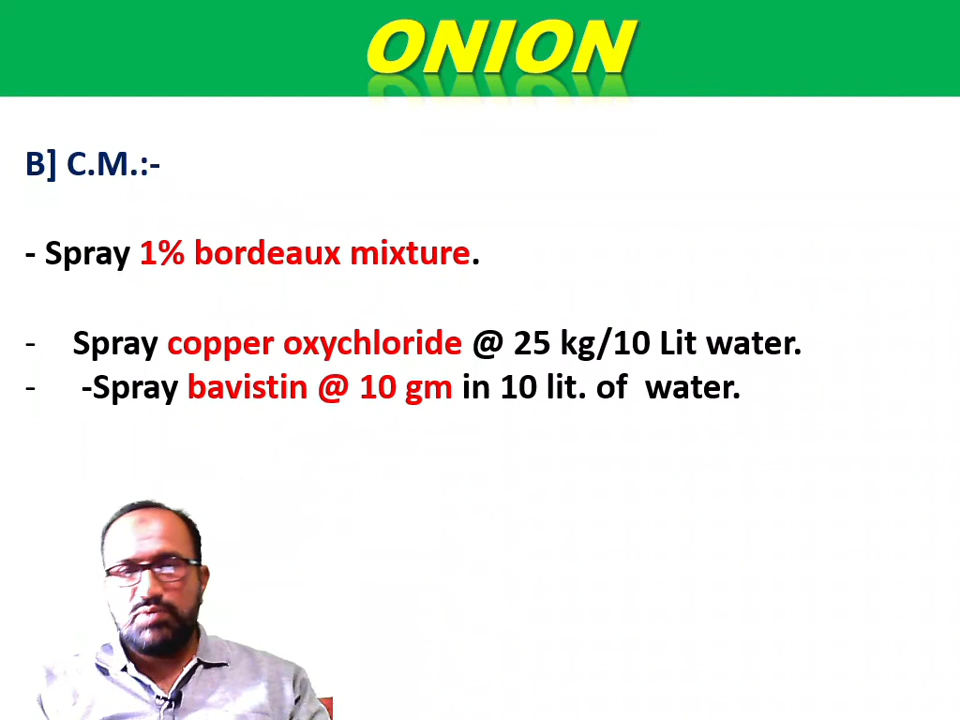 ONION
B] C.M.:-
- Spray 1% bordeaux mixture.
- Spray copper oxychloride @ 25 kg/10 Lit water.
- -Spray bavistin @ 10 gm in 10 lit. of water.